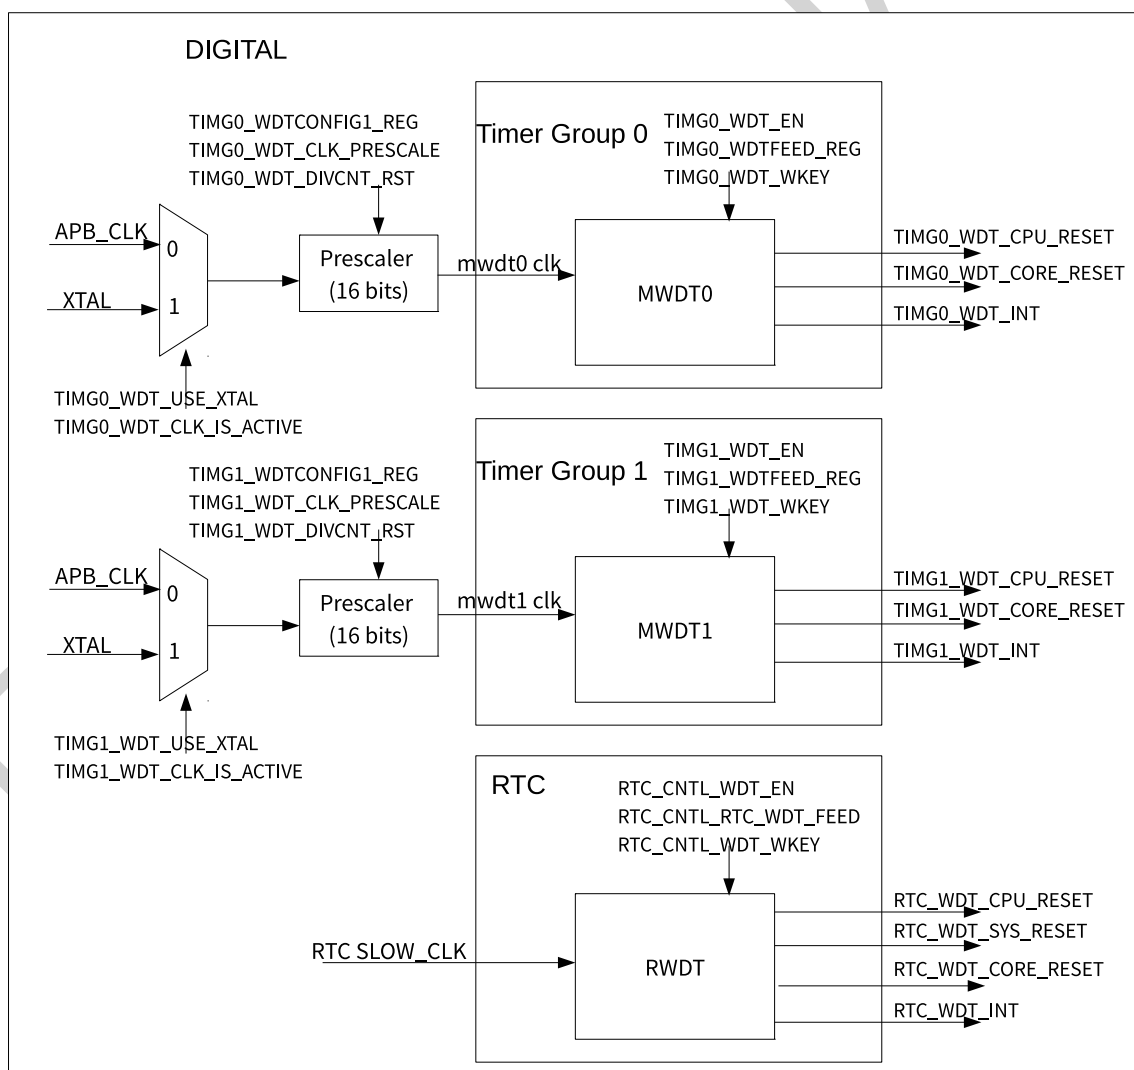 DIGITAL
TIMG0_WDTCONFIG1_REG
TIMG0_WDT_CLK_PRESCALE
TIMG0_WDT_DIVCNT_RST
Timer Group 0
TIMG0_WDT_EN
TIMG0_WDTFEED_REG
TIMG0_WDT_WKEY
APB_CLK
0
XTAL
1
Prescaler
(16 bits)
mwdt0 clk
MWDT0
TIMG0_WDT_CPU_RESET
TIMG0_WDT_CORE_RESET
TIMG0_WDT_INT
TIMG0_WDT_USE_XTAL
TIMG0_WDT_CLK_IS_ACTIVE
TIMG1_WDTCONFIG1_REG
TIMG1_WDT_CLK_PRESCALE
TIMG1_WDT_DIVCNT_RST
Timer Group 1
TIMG1_WDT_EN
TIMG1_WDTFEED_REG
TIMG1_WDT_WKEY
APB_CLK
0
XTAL
1
Prescaler
(16 bits)
mwdt1 clk
MWDT1
TIMG1_WDT_CPU_RESET
TIMG1_WDT_CORE_RESET
TIMG1_WDT_INT
TIMG1_WDT_USE_XTAL
TIMG1_WDT_CLK_IS_ACTIVE
RTC
RTC_CNTL_WDT_EN
RTC_CNTL_RTC_WDT_FEED
RTC_CNTL_WDT_WKEY
RTC SLOW_CLK
RWDT
RTC_WDT_CPU_RESET
RTC_WDT_SYS_RESET
RTC_WDT_CORE_RESET
RTC_WDT_INT